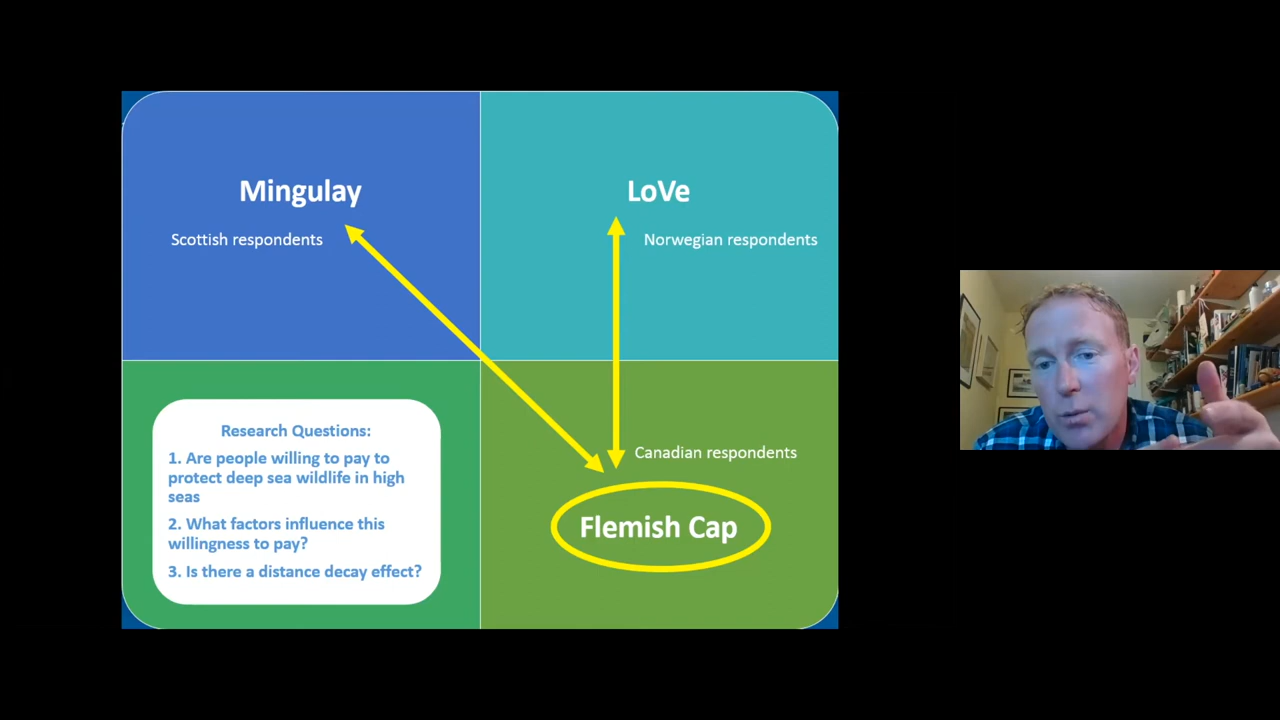 Mingulay
Scottish respondents
LoVe
Norwegian respondents
Research Questions:
1. Are people willing to pay to
protect deep sea wildlife in high
seas
2. What factors influence this
willingness to pay?
3. Is there a distance decay effect?
Canadian respondents
Flemish Cap